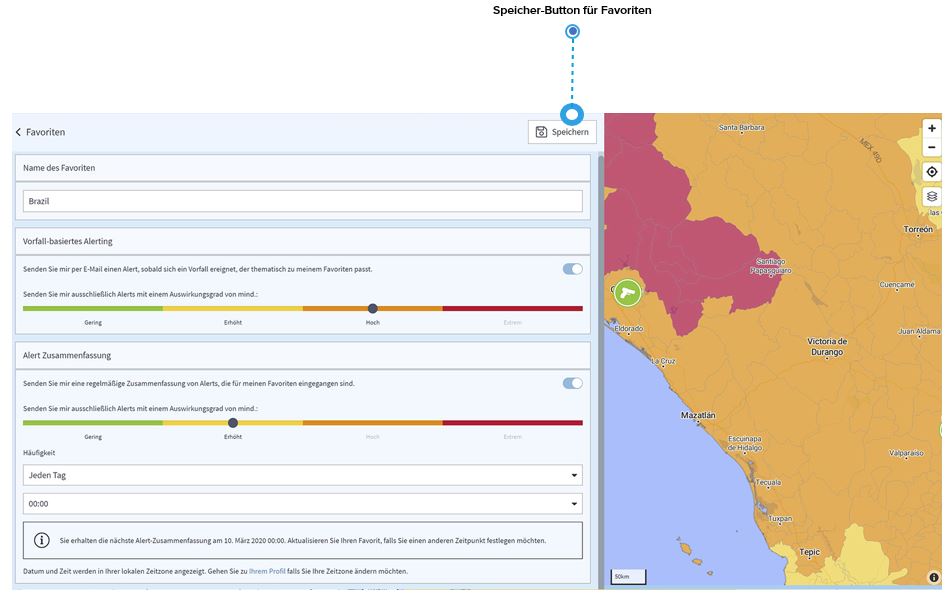 Speicher-Button für Favoriten
Favoriten
Speichern
Name des Favoriten
Brazil
Vorfall-basiertes Alerting
Senden Sie mir per E-Mail einen Alert, sobald sich ein Vorfall ereignet, der thematisch zu meinem Favoriten passt.
Senden Sie mir ausschließlich Alerts mit einem Auswirkungsgrad von mind.:
Gering Erhöht Hoch Extrem
Alert Zusammenfassung
Senden Sie mir eine regelmäßige Zusammenfassung von Alerts, die für meinen Favoriten eingegangen sind.
Senden Sie mir ausschließlich Alerts mit einem Auswirkungsgrad von mind.:
Gering Erhöht Hoch Extrem
Häufigkeit
Jeden Tag
00:00
Sie erhalten die nächste Alert-Zusammenfassung am 10. März 2020 00:00. Aktualisieren Sie Ihren Favorit, falls Sie einen anderen Zeitpunkt festlegen möchten.
Datum und Zeit werden in Ihrer lokalen Zeitzone angezeigt. Gehen Sie zu Ihrem Profil falls Sie Ihre Zeitzone ändern möchten.
Santa Bárbara
MEX 49D
las
Torreón
Santiago
Papasquiaro
Cuencamé
Eldorado
Juan Aldama
Victoria de
Durango
La Cruz
Mazatlán
Escuinapa
de Hidalgo
Valparaíso
Tecuala
Tuxpan
Tepic
50km